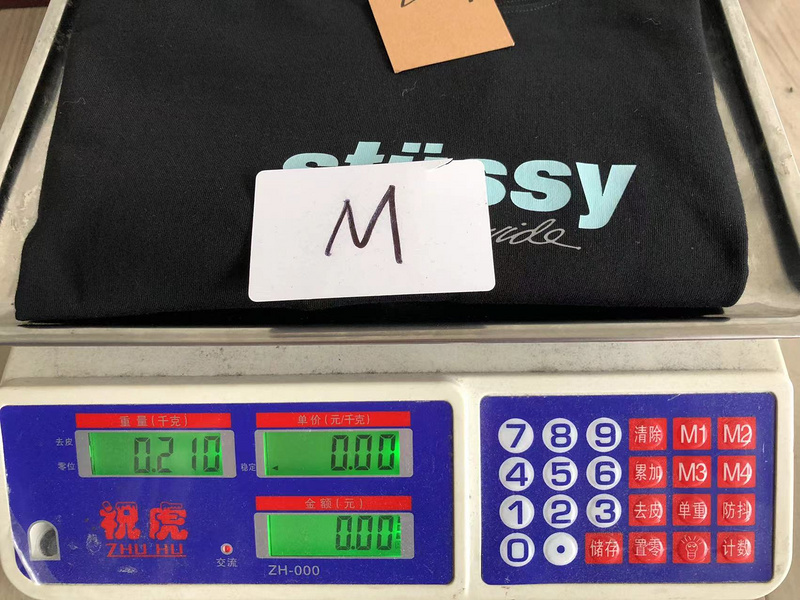 stüssy
wide
M
重量(千克)
单价(元/千克)
去皮
零位
0.210
稳定
0.00
金额(元)
0.00
祝虎
ZHU HU
交流
ZH-000
7 8 9 清除 M1 M2
4 5 6 累加 M3 M4
1 2 3 去皮 单重 防抖
0 • 储存 置零 计数